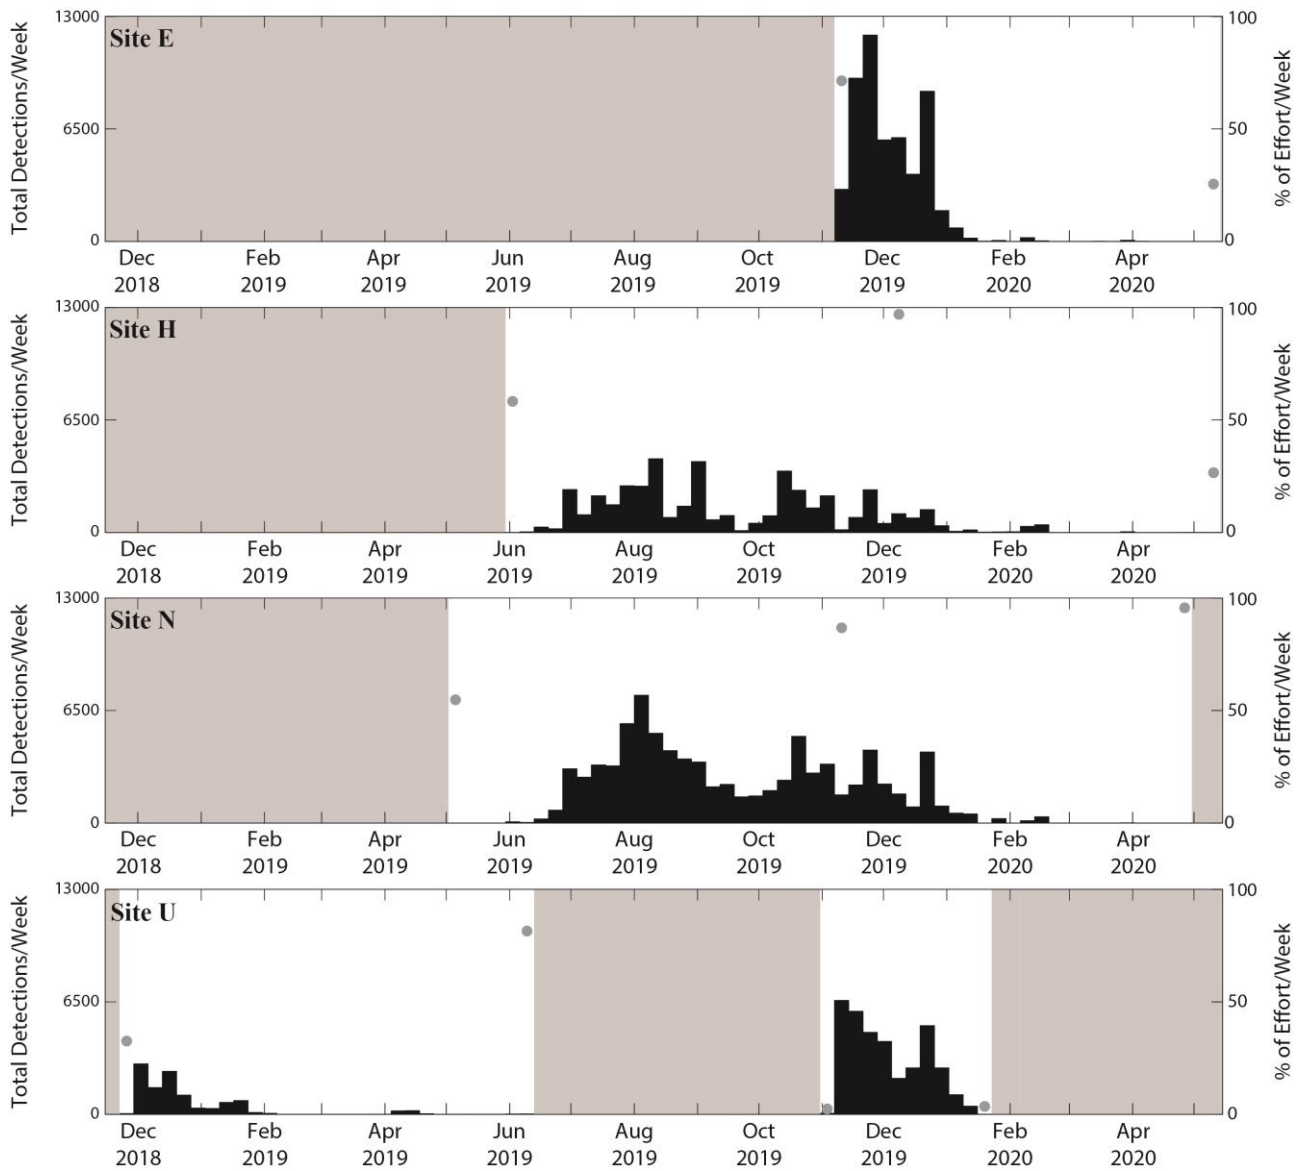 Total Detections/Week
13000
6500
0
Site E
100
50
0
% of Effort/Week
Dec 2018
Feb 2019
Apr 2019
Jun 2019
Aug 2019
Oct 2019
Dec 2019
Feb 2020
Apr 2020
Total Detections/Week
13000
6500
0
Site H
100
50
0
% of Effort/Week
Dec 2018
Feb 2019
Apr 2019
Jun 2019
Aug 2019
Oct 2019
Dec 2019
Feb 2020
Apr 2020
Total Detections/Week
13000
6500
0
Site N
100
50
0
% of Effort/Week
Dec 2018
Feb 2019
Apr 2019
Jun 2019
Aug 2019
Oct 2019
Dec 2019
Feb 2020
Apr 2020
Total Detections/Week
13000
6500
0
Site U
100
50
0
% of Effort/Week
Dec 2018
Feb 2019
Apr 2019
Jun 2019
Aug 2019
Oct 2019
Dec 2019
Feb 2020
Apr 2020